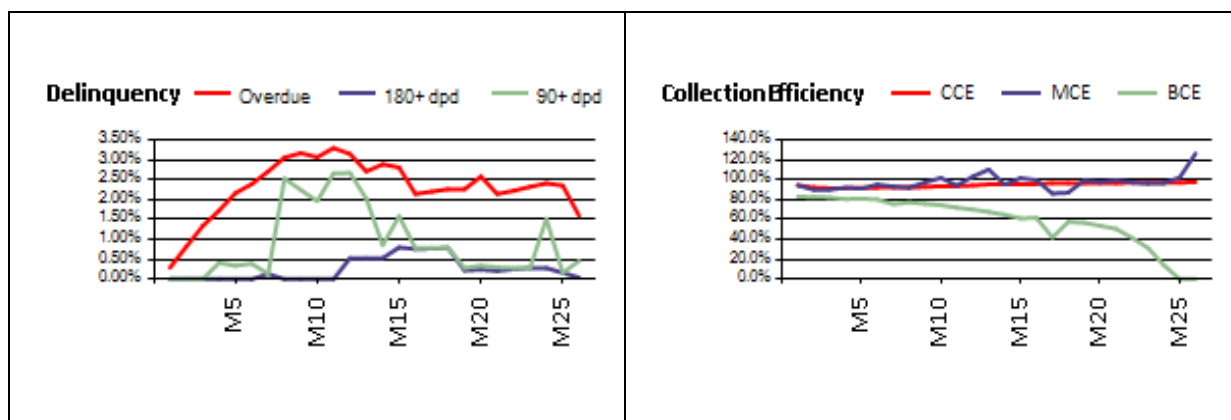 Delinquency Overdue 180+ dpd 90+ dpd
3.50%
3.00%
2.50%
2.00%
1.50%
1.00%
0.50%
0.00%
M5
M10
M15
M20
M25
Collection Efficiency CCE MCE BCE
140.0%
120.0%
100.0%
80.0%
60.0%
40.0%
20.0%
0.0%
M5
M10
M15
M20
M25